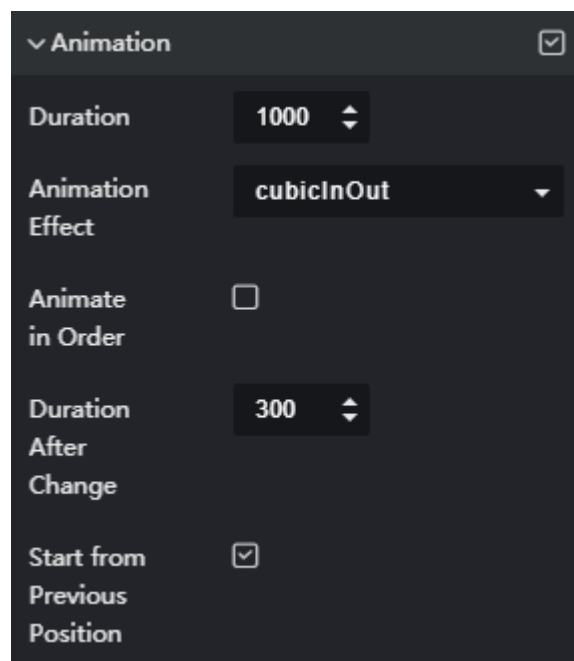 Animation
Duration 1000
Animation cubicInOut
Effect
Animate
in Order
Duration 300
After
Change
Start from
Previous
Position